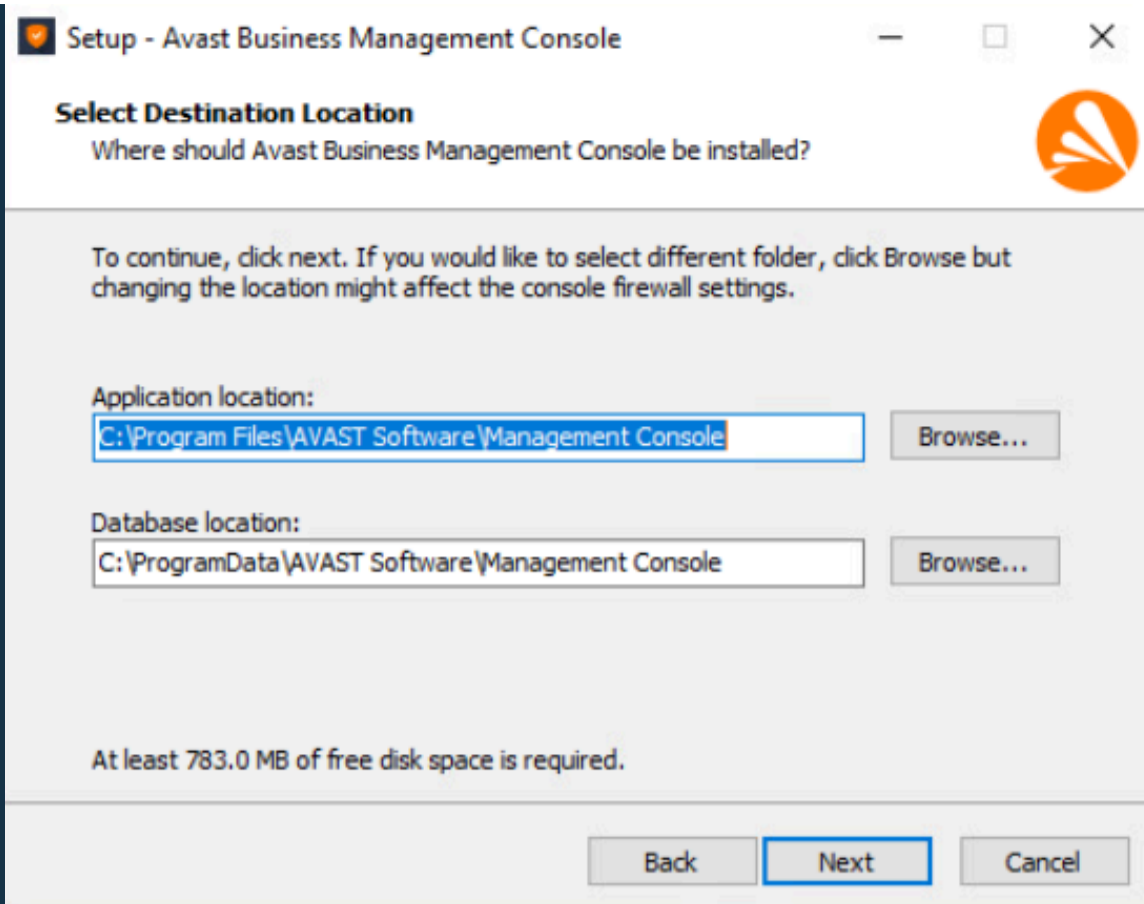 Setup - Avast Business Management Console
Select Destination Location
Where should Avast Business Management Console be installed?
To continue, click next. If you would like to select different folder, click Browse but
changing the location might affect the console firewall settings.
Application location:
C:\Program Files\AVAST Software\Management Console
Browse...
Database location:
C:\ProgramData\AVAST Software\Management Console
Browse...
At least 783.0 MB of free disk space is required.
Back
Next
Cancel